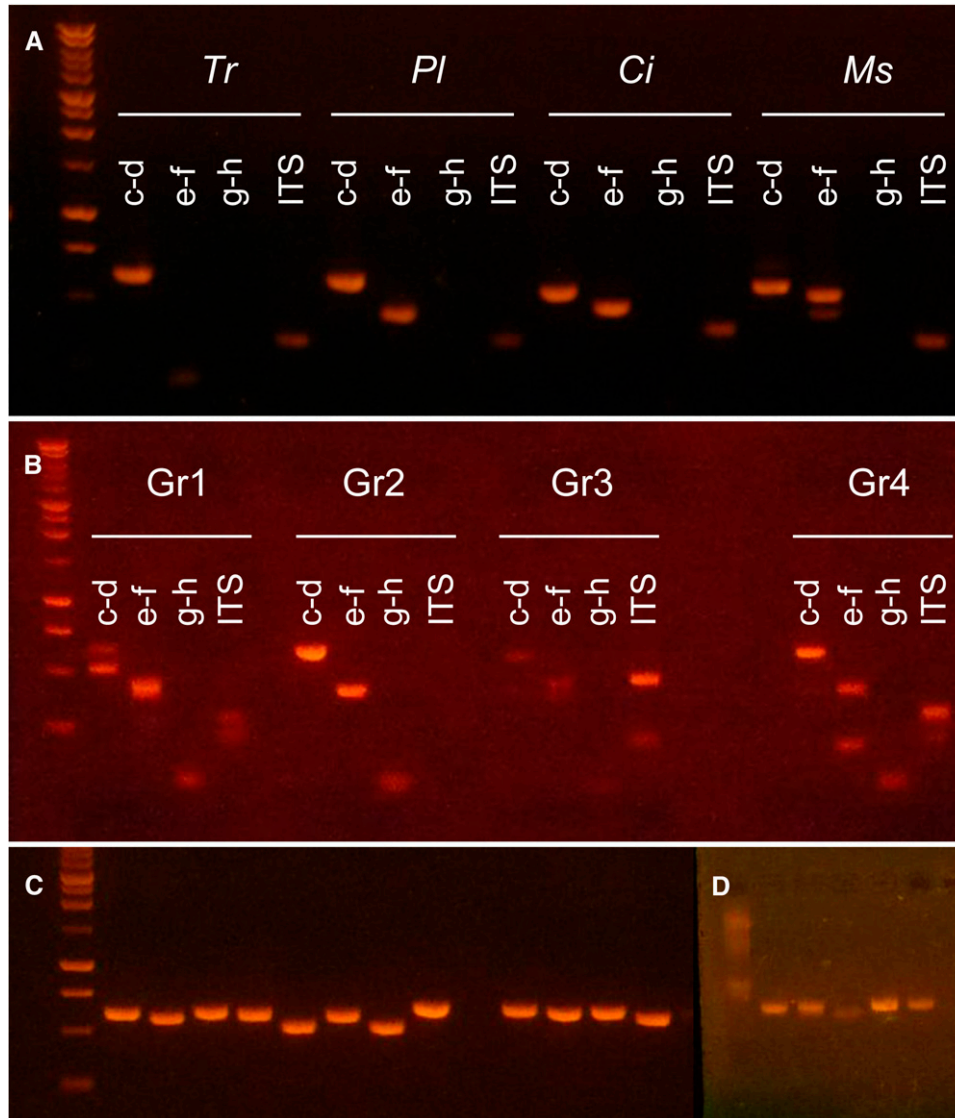 A
Tr Pl Ci Ms
c-d e-f g-h ITS c-d e-f g-h ITS c-d e-f g-h ITS c-d e-f g-h ITS
B
Gr1 Gr2 Gr3 Gr4
c-d e-f g-h ITS c-d e-f g-h ITS c-d e-f g-h ITS c-d e-f g-h ITS
C D